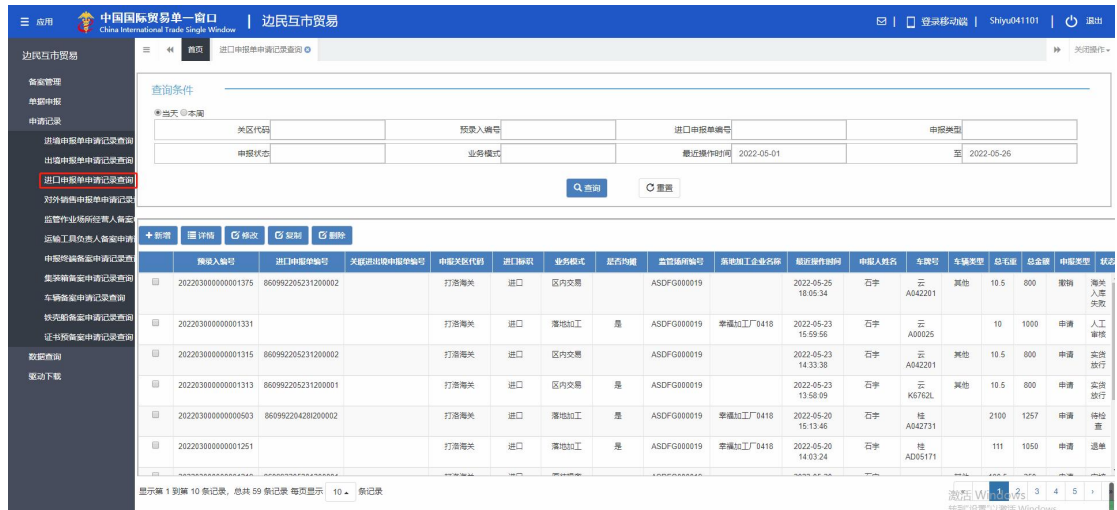 ☰ 应用 中国国际贸易单一窗口 | 边民互市贸易 登录移动端 | Shiyu041101 | 退出
China International Trade Single Window
边民互市贸易
首页 进口申报单申请记录查询
关闭操作
备案管理
单据申报
申请记录
进境申报单申请记录查询
出境申报单申请记录查询
进口申报单申请记录查询
对外销售申报单申请记录
监管作业场所经营人备案
运输工具负责人备案申请
申报终端备案申请记录查
集装箱备案申请记录查询
车辆备案申请记录查询
铁壳船备案申请记录查询
证书预备案申请记录查询
数据查询
驱动下载
查询条件
当天 本周
关区代码 预录入编号 进口申报单编号 申报类型
申报状态 业务模式 最近操作时间 2022-05-01 至 2022-05-26
查询 重置
+新增 详情 修改 复制 删除
预录入编号 进口申报单编号 关联进出境申报单编号 申报关区代码 进口标识 业务模式 是否均摊 监管场所编号 落地加工企业名称 最近操作时间 申报人姓名 车牌号 车辆类型 总毛重 总金额 申报类型 状态
202203000000001375 860992205231200002 打洛海关 进口 区内交易 ASDFG000019 2022-05-25 18:05:34 石宇 云A042201 其他 10.5 800 撤销 海关入库失败
202203000000001331 打洛海关 进口 落地加工 是 ASDFG000019 幸福加工厂0418 2022-05-23 15:59:56 石宇 云A00025 10 1000 申请 人工审核
202203000000001315 860992205231200002 打洛海关 进口 区内交易 ASDFG000019 2022-05-23 14:33:38 石宇 云A042201 其他 10.5 800 申请 实货放行
202203000000001313 860992205231200001 打洛海关 进口 区内交易 是 ASDFG000019 2022-05-23 13:58:09 石宇 云K6762L 其他 10.5 800 申请 实货放行
202203000000000503 86099220428I200002 打洛海关 进口 落地加工 是 ASDFG000019 幸福加工厂0418 2022-05-20 15:13:46 石宇 桂A042731 2100 1257 申请 待检查
202203000000001251 打洛海关 进口 落地加工 是 ASDFG000019 幸福加工厂0418 2022-05-20 14:03:24 石宇 桂AD05171 111 1050 申请 退单
显示第 1 到第 10 条记录，总共 59 条记录 每页显示 10 条记录
激活 Windows
‹ 1 2 3 4 5 ›
转到"设置"以激活 Windows